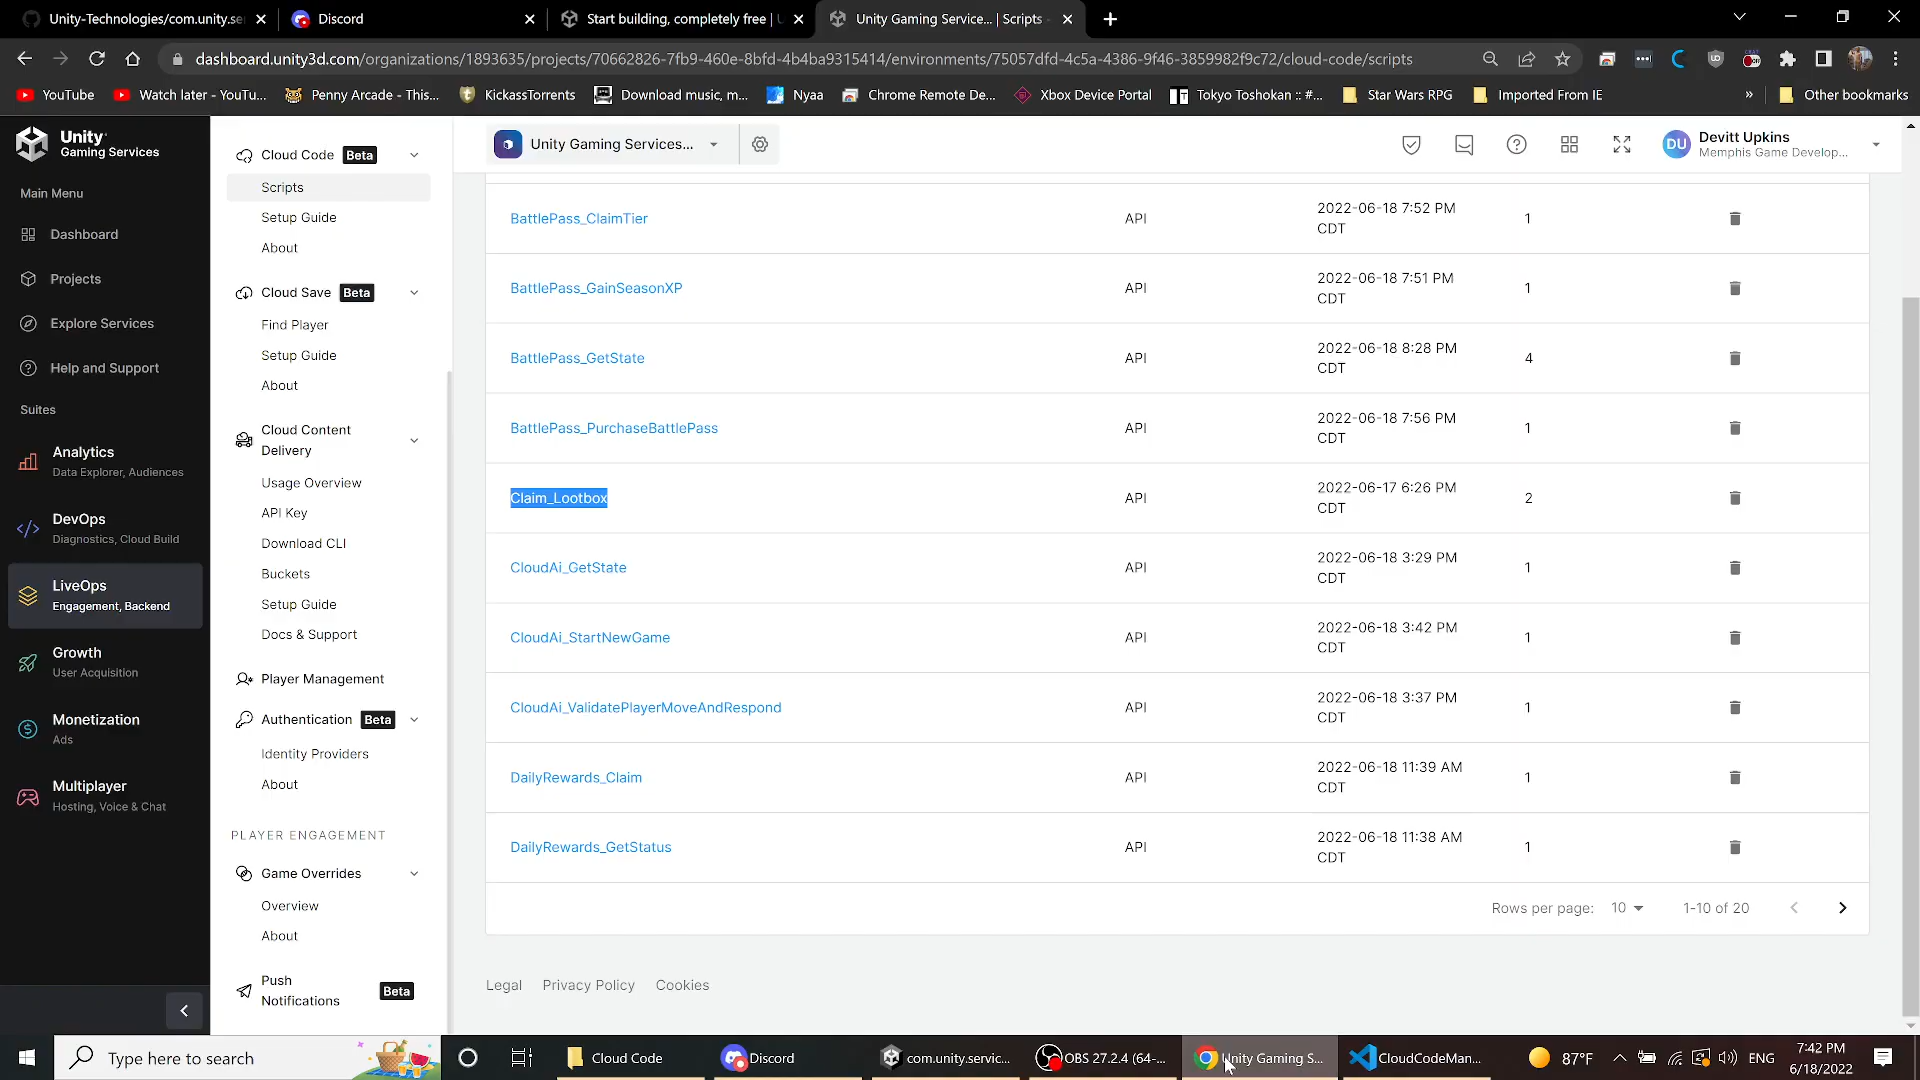 Unity-Technologies/com.unity.se
Discord
Start building, completely free | U
Unity Gaming Service... | Scripts -
dashboard.unity3d.com/organizations/1893635/projects/70662826-7fb9-460e-8bfd-4b4ba9315414/environments/75057dfd-4c5a-4386-9f46-3859982f9c72/cloud-code/scripts
YouTube
Watch later - YouTu...
Penny Arcade - This...
KickassTorrents
Download music, m...
Nyaa
Chrome Remote De...
Xbox Device Portal
Tokyo Toshokan :: #...
Star Wars RPG
Imported From IE
»
Other bookmarks
Unity
Gaming Services
Main Menu
Dashboard
Projects
Explore Services
Help and Support
Suites
Analytics
Data Explorer, Audiences
DevOps
Diagnostics, Cloud Build
LiveOps
Engagement, Backend
Growth
User Acquisition
Monetization
Ads
Multiplayer
Hosting, Voice & Chat
Cloud Code Beta
Scripts
Setup Guide
About
Cloud Save Beta
Find Player
Setup Guide
About
Cloud Content
Delivery
Usage Overview
API Key
Download CLI
Buckets
Setup Guide
Docs & Support
Player Management
Authentication Beta
Identity Providers
About
PLAYER ENGAGEMENT
Game Overrides
Overview
About
Push
Notifications Beta
Unity Gaming Services...
DU
Devitt Upkins
Memphis Game Develop...
BattlePass_ClaimTier API 2022-06-18 7:52 PM 1
CDT
BattlePass_GainSeasonXP API 2022-06-18 7:51 PM 1
CDT
BattlePass_GetState API 2022-06-18 8:28 PM 4
CDT
BattlePass_PurchaseBattlePass API 2022-06-18 7:56 PM 1
CDT
Claim_Lootbox API 2022-06-17 6:26 PM 2
CDT
CloudAi_GetState API 2022-06-18 3:29 PM 1
CDT
CloudAi_StartNewGame API 2022-06-18 3:42 PM 1
CDT
CloudAi_ValidatePlayerMoveAndRespond API 2022-06-18 3:37 PM 1
CDT
DailyRewards_Claim API 2022-06-18 11:39 AM 1
CDT
DailyRewards_GetStatus API 2022-06-18 11:38 AM 1
CDT
Rows per page: 10 1-10 of 20
Legal Privacy Policy Cookies
Type here to search
Cloud Code
Discord
com.unity.servic...
OBS 27.2.4 (64-...
Unity Gaming S...
CloudCodeMan...
87°F
ENG
7:42 PM
6/18/2022